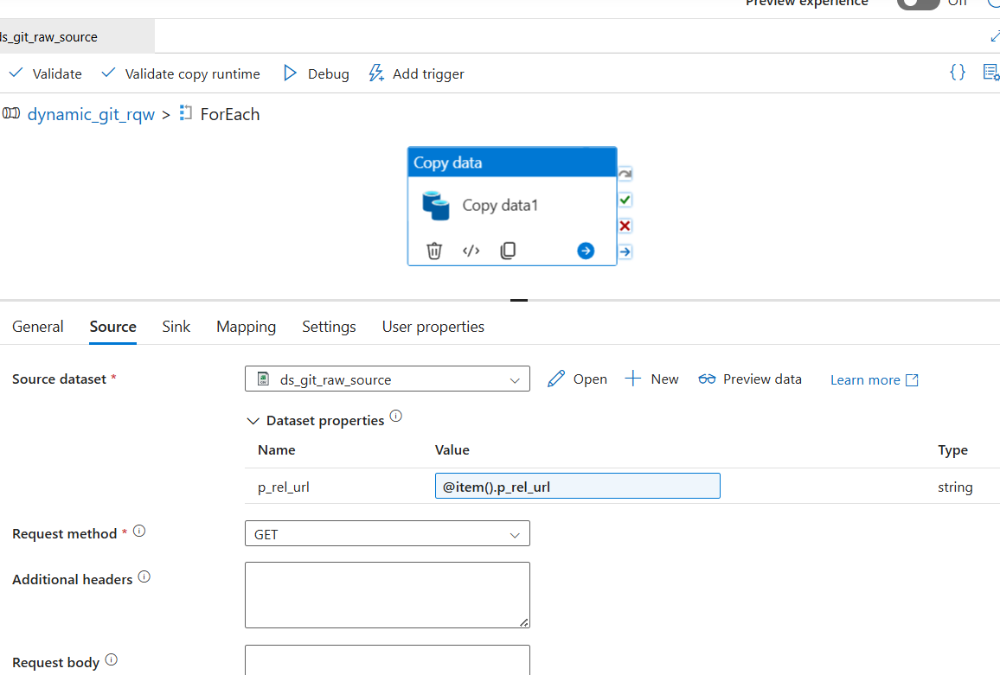 Preview experience Off
ds_git_raw_source
Validate Validate copy runtime Debug Add trigger {}
dynamic_git_rqw > ForEach
Copy data
Copy data1
</>
General Source Sink Mapping Settings User properties
Source dataset * ds_git_raw_source Open New Preview data Learn more
Dataset properties
Name Value Type
p_rel_url @item().p_rel_url string
Request method * GET
Additional headers
Request body